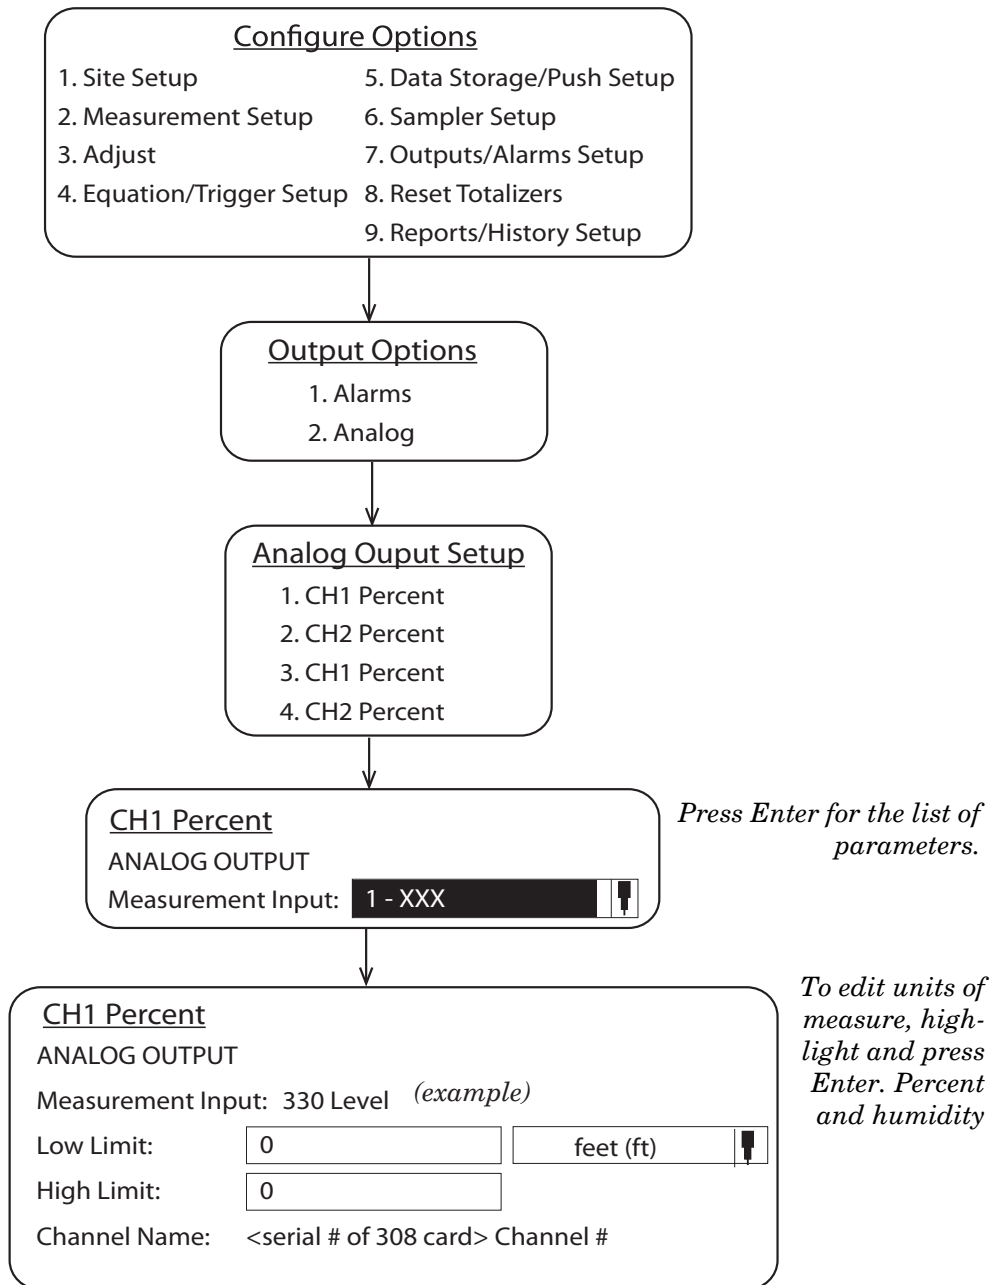 Configure Options
1. Site Setup
2. Measurement Setup
3. Adjust
4. Equation/Trigger Setup
5. Data Storage/Push Setup
6. Sampler Setup
7. Outputs/Alarms Setup
8. Reset Totalizers
9. Reports/History Setup
Output Options
1. Alarms
2. Analog
Analog Ouput Setup
1. CH1 Percent
2. CH2 Percent
3. CH1 Percent
4. CH2 Percent
CH1 Percent
ANALOG OUTPUT
Measurement Input: 1 - XXX
Press Enter for the list of
parameters.
CH1 Percent
ANALOG OUTPUT
Measurement Input: 330 Level (example)
Low Limit: 0 feet (ft)
High Limit: 0
Channel Name: <serial # of 308 card> Channel #
To edit units of
measure, high-
light and press
Enter. Percent
and humidity